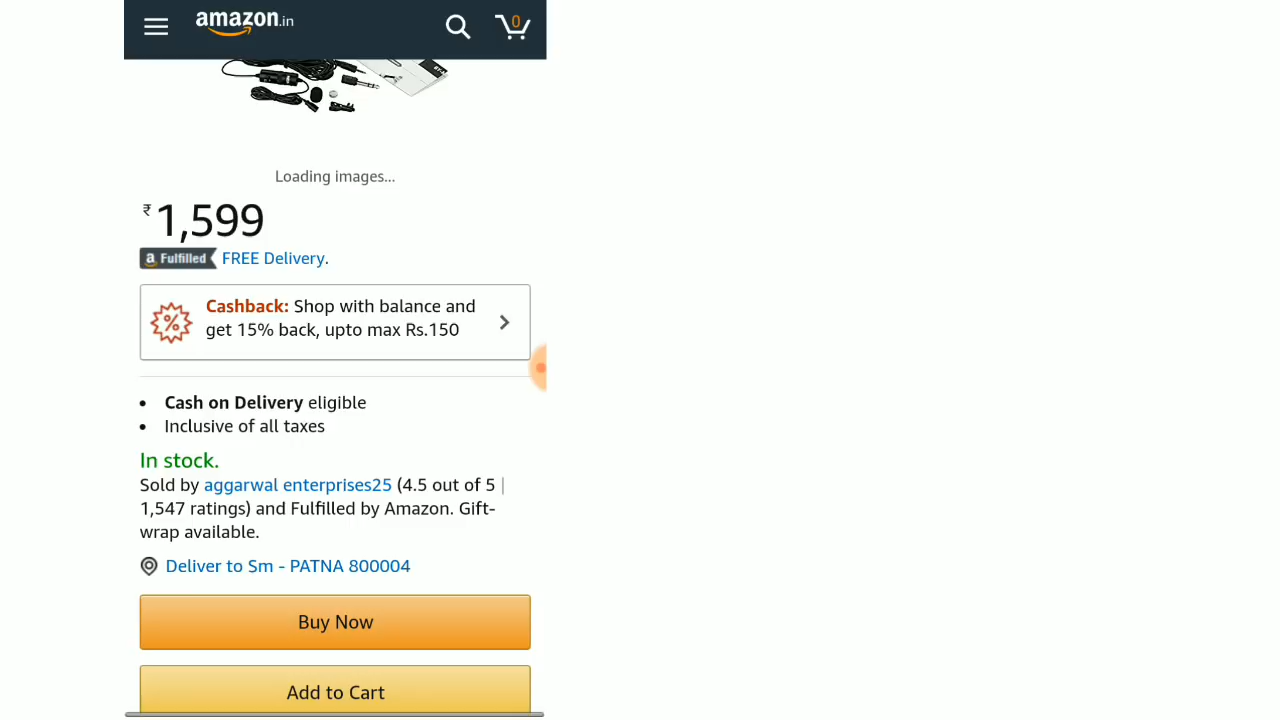 amazon.in
0
Loading images...
₹1,599
a Fulfilled FREE Delivery.
Cashback: Shop with balance and
get 15% back, upto max Rs.150
• Cash on Delivery eligible
• Inclusive of all taxes
In stock.
Sold by aggarwal enterprises25 (4.5 out of 5 |
1,547 ratings) and Fulfilled by Amazon. Gift-
wrap available.
Deliver to Sm - PATNA 800004
Buy Now
Add to Cart